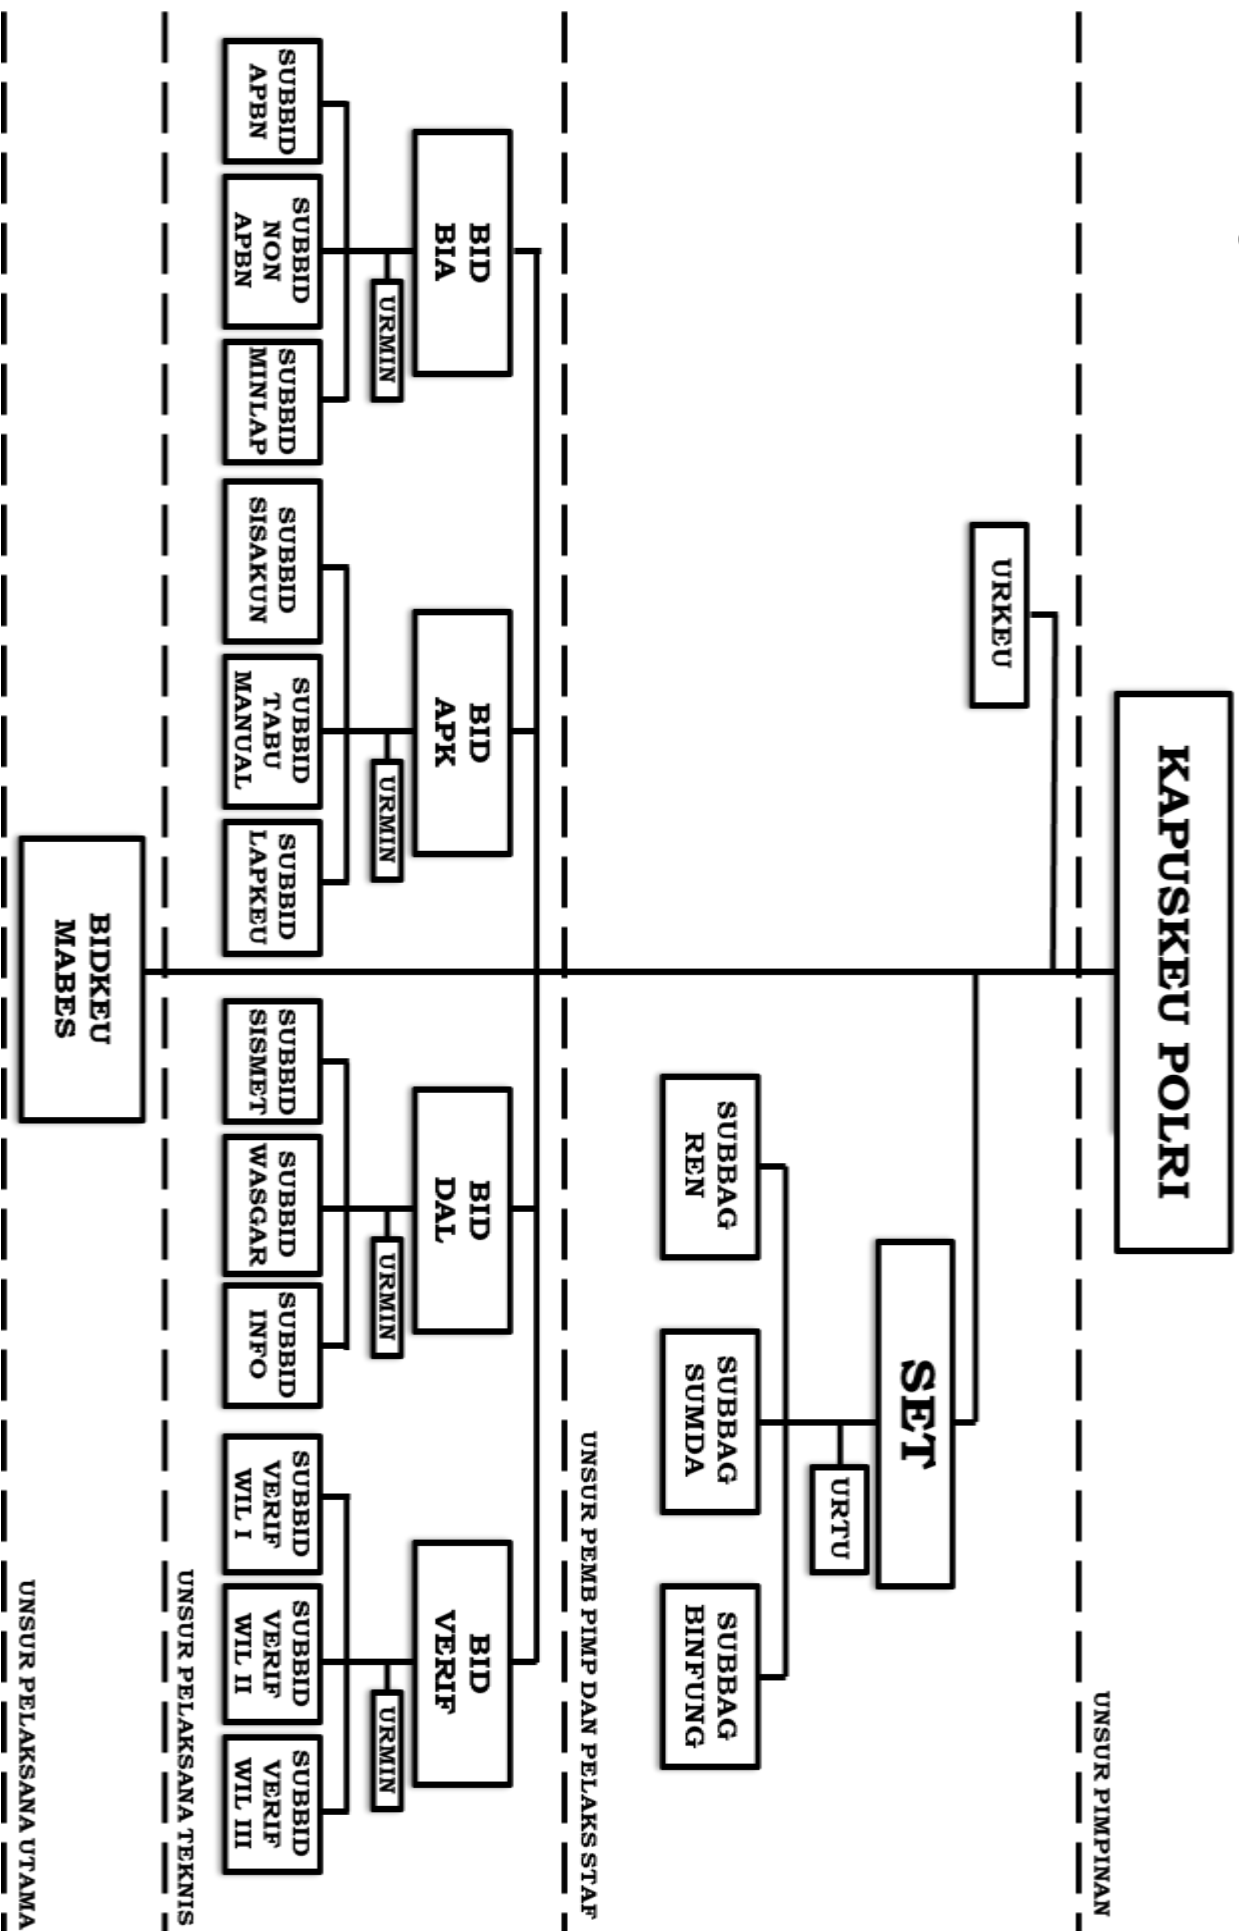 KAPUSKEU POLRI
UNSUR PIMPINAN
URKEU
SET
URTU
SUBBAG
REN
SUBBAG
SUMDA
SUBBAG
BINFUNG
UNSUR PEMB PIMP DAN PELAKS STAF
BID
BIA
BID
APK
BID
DAL
BID
VERIF
URMIN
URMIN
URMIN
URMIN
SUBBID
APBN
SUBBID
NON
APBN
SUBBID
MINLAP
SUBBID
SISAKUN
SUBBID
TABU
MANUAL
SUBBID
LAPKEU
SUBBID
SISMET
SUBBID
WASGAR
SUBBID
INFO
SUBBID
VERIF
WIL I
SUBBID
VERIF
WIL II
SUBBID
VERIF
WIL III
UNSUR PELAKSANA TEKNIS
BIDKEU
MABES
UNSUR PELAKSANA UTAMA